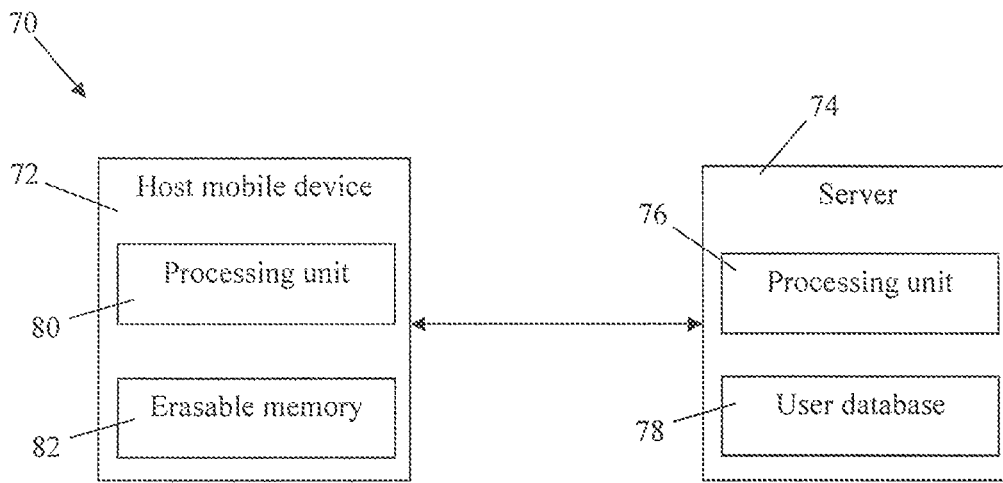 70
74
72
Host mobile device
Server
76
Processing unit
Processing unit
80
Erasable memory
User database
82
78